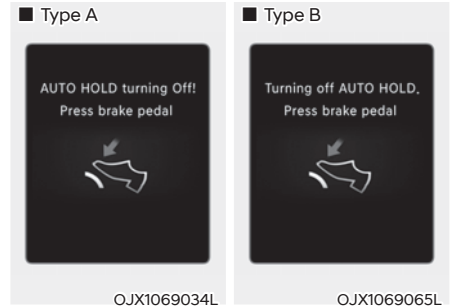 ■ Type A
AUTO HOLD turning Off!
Press brake pedal
OJX1069034L
■ Type B
Turning off AUTO HOLD.
Press brake pedal
OJX1069065L